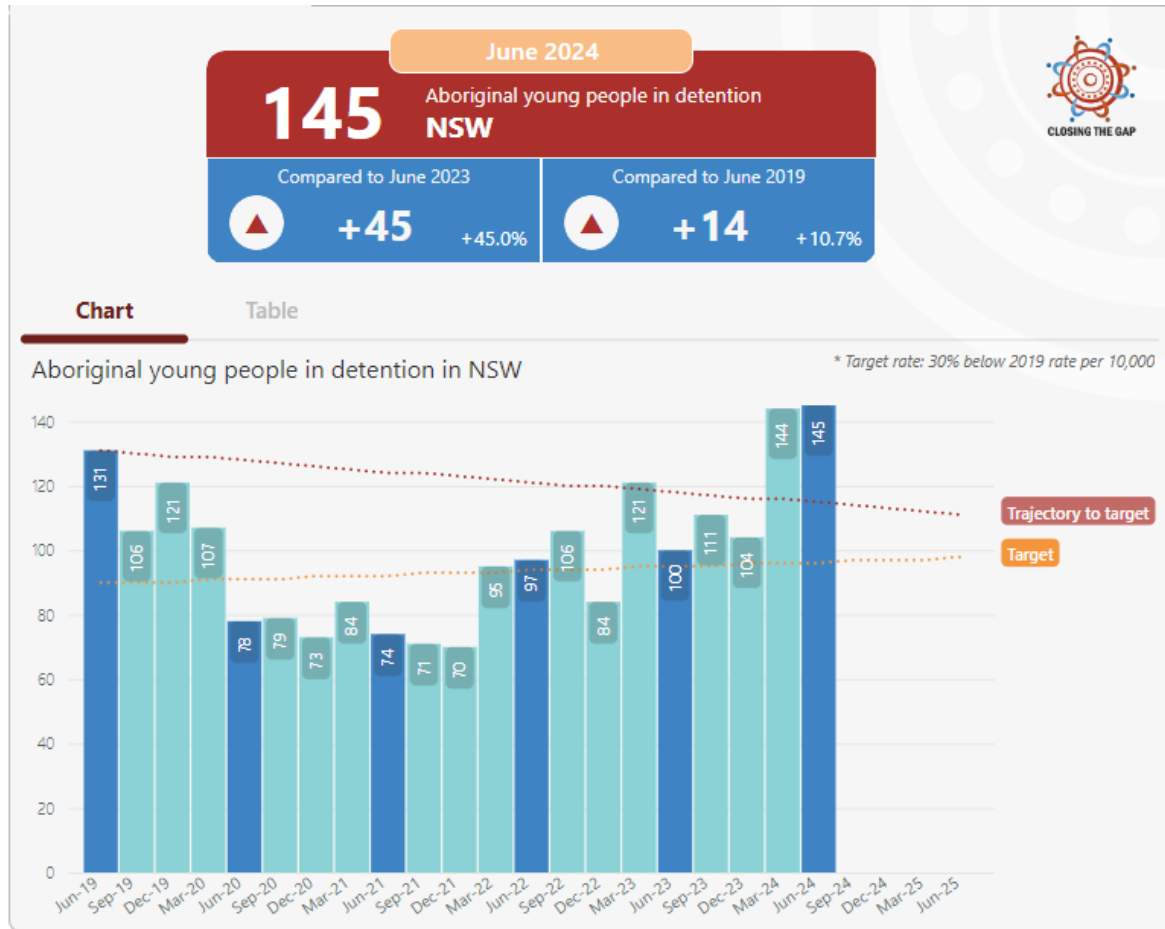 June 2024
145
Aboriginal young people in detention
NSW
CLOSING THE GAP
Compared to June 2023
+45
+45.0%
Compared to June 2019
+14
+10.7%
Chart
Table
Aboriginal young people in detention in NSW
* Target rate: 30% below 2019 rate per 10,000
140
120
100
80
60
40
20
0
131
106
121
107
78
79
73
84
74
71
70
95
97
106
84
121
100
111
104
144
145
Trajectory to target
Target
Jun-19
Sep-19
Dec-19
Mar-20
Jun-20
Sep-20
Dec-20
Mar-21
Jun-21
Sep-21
Dec-21
Mar-22
Jun-22
Sep-22
Dec-22
Mar-23
Jun-23
Sep-23
Dec-23
Mar-24
Jun-24
Sep-24
Dec-24
Mar-25
Jun-25